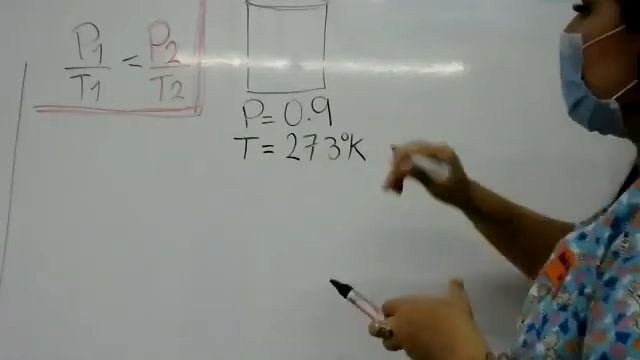 P1/T1 < P2/T2
P= 0.9
T= 273°K